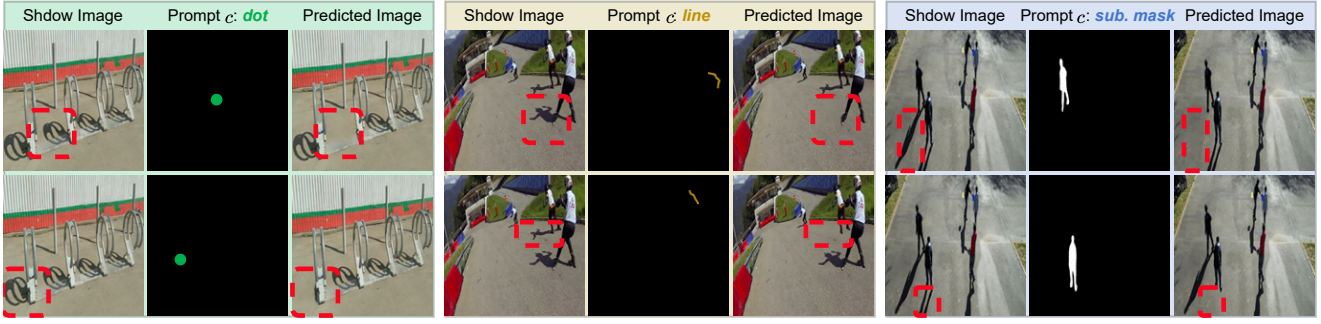 Shdow Image Prompt c: dot Predicted Image
Shdow Image Prompt c: line Predicted Image
Shdow Image Prompt c: sub. mask Predicted Image